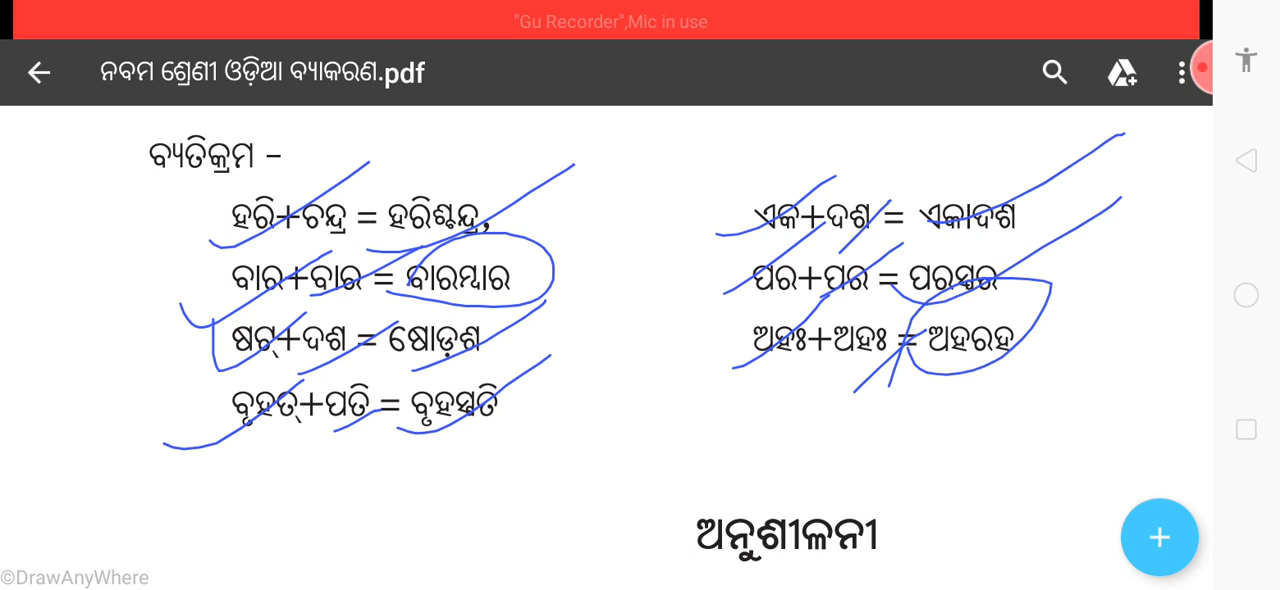 "Gu Recorder",Mic in use
ନବମ ଶ୍ରେଣୀ ଓଡ଼ିଆ ବ୍ୟାକରଣ.pdf
ବ୍ୟତିକ୍ରମ –
ହରି+ଚନ୍ଦ୍ର = ହରିଶ୍ଚନ୍ଦ୍ର,
ବାର+ବାର = ବାରମ୍ବାର
ଷଟ୍+ଦଶ = ଷୋଡ଼ଶ
ବୃହତ୍+ପତି = ବୃହସ୍ପତି
ଏକ+ଦଶ = ଏକାଦଶ
ପର+ପର = ପରସ୍ପର
ଅହଃ+ଅହଃ = ଅହରହ
ଅନୁଶୀଳନୀ
©DrawAnyWhere